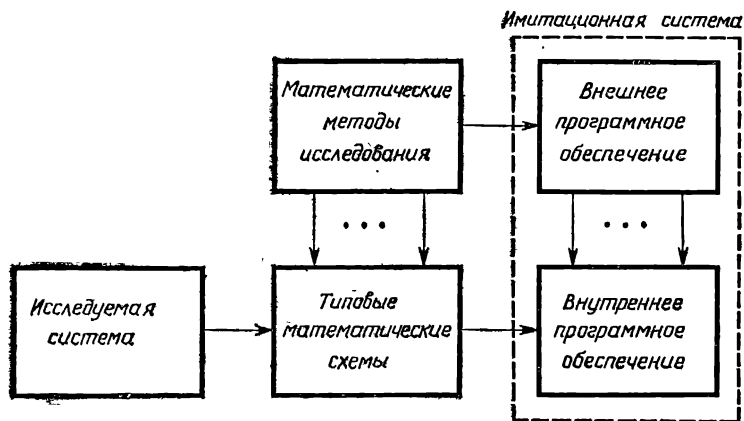 Имитационная система
Математические
методы
исследования
Внешнее
программное
обеспечение
Исследуемая
система
Типовые
математические
схемы
Внутреннее
программное
обеспечение